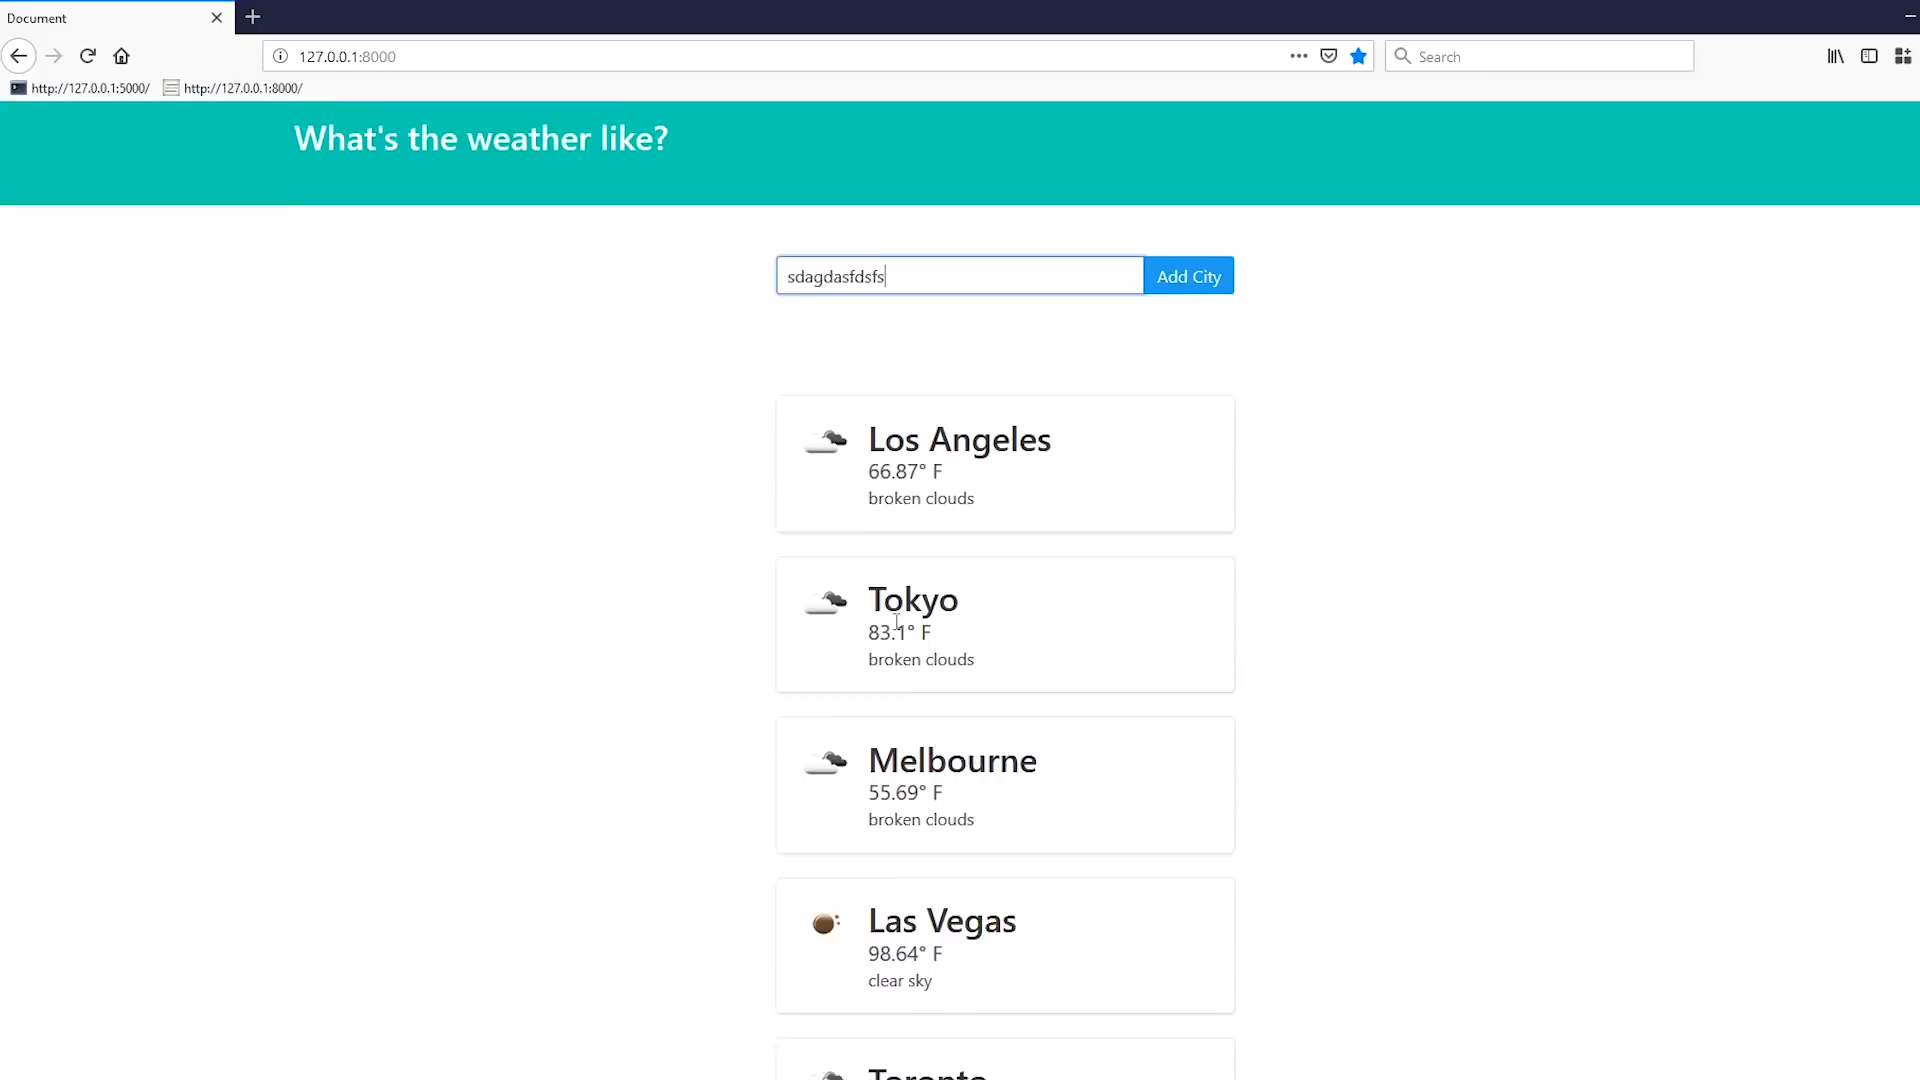 Document
127.0.0.1:8000
Search
http://127.0.0.1:5000/ http://127.0.0.1:8000/
What's the weather like?
sdagdasfdsfs Add City
Los Angeles
66.87° F
broken clouds
Tokyo
83.1° F
broken clouds
Melbourne
55.69° F
broken clouds
Las Vegas
98.64° F
clear sky
Toronto